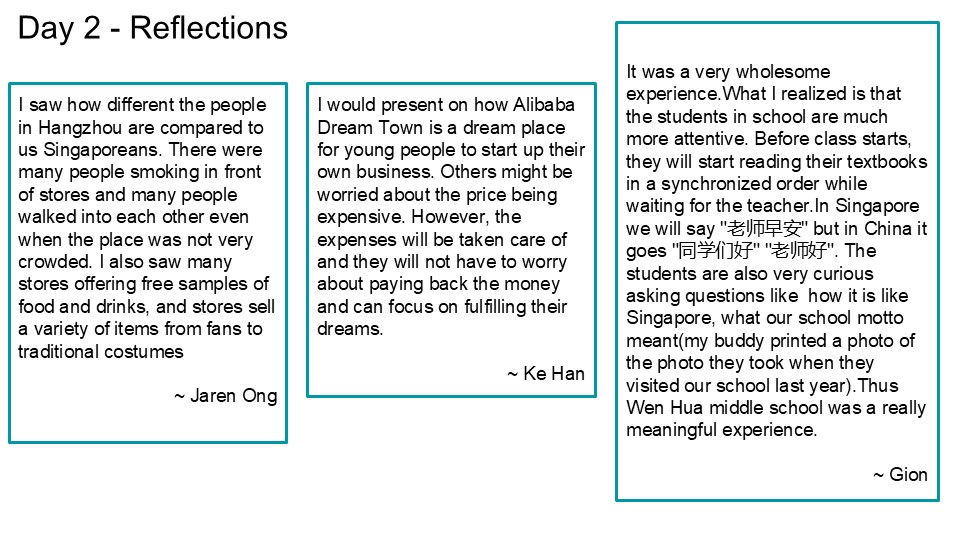 Day 2 - Reflections
I saw how different the people
in Hangzhou are compared to
us Singaporeans. There were
many people smoking in front
of stores and many people
walked into each other even
when the place was not very
crowded. I also saw many
stores offering free samples of
food and drinks, and stores sell
a variety of items from fans to
traditional costumes
~ Jaren Ong
I would present on how Alibaba
Dream Town is a dream place
for young people to start up their
own business. Others might be
worried about the price being
expensive. However, the
expenses will be taken care of
and they will not have to worry
about paying back the money
and can focus on fulfilling their
dreams.
~ Ke Han
It was a very wholesome
experience.What I realized is that
the students in school are much
more attentive. Before class starts,
they will start reading their textbooks
in a synchronized order while
waiting for the teacher.In Singapore
we will say "老师早安" but in China it
goes "同学们好" "老师好". The
students are also very curious
asking questions like  how it is like
Singapore, what our school motto
meant(my buddy printed a photo of
the photo they took when they
visited our school last year).Thus
Wen Hua middle school was a really
meaningful experience.
~ Gion